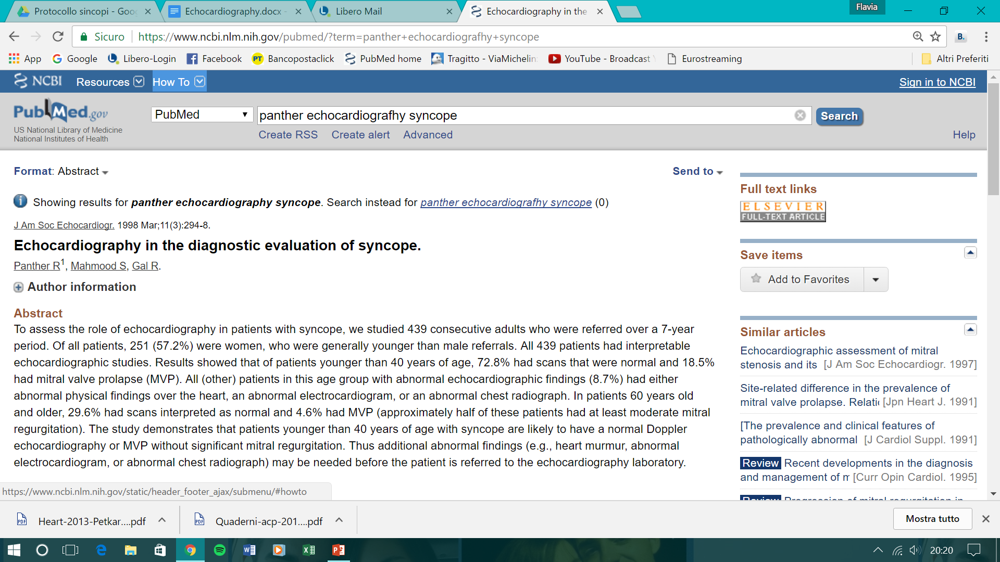 Protocollo sincopi - Goo
Echocardiography.docx -
Libero Mail
Echocardiography in the
Flavia
Sicuro
https://www.ncbi.nlm.nih.gov/pubmed/?term=panther+echocardiografhy+syncope
B.
App
Google
Libero-Login
Facebook
PT
Bancopostaclick
PubMed home
Tragitto - ViaMichelin
YouTube - Broadcast
Eurostreaming
Altri Preferiti
NCBI
Resources
How To
Sign in to NCBI
PubMed.gov
US National Library of Medicine
National Institutes of Health
PubMed
panther echocardiografhy syncope
Search
Create RSS
Create alert
Advanced
Help
Format: Abstract
Send to
Showing results for panther echocardiography syncope. Search instead for panther echocardiografhy syncope (0)
J Am Soc Echocardiogr. 1998 Mar;11(3):294-8.
Echocardiography in the diagnostic evaluation of syncope.
Panther R1, Mahmood S, Gal R.
Author information
Abstract
To assess the role of echocardiography in patients with syncope, we studied 439 consecutive adults who were referred over a 7-year
period. Of all patients, 251 (57.2%) were women, who were generally younger than male referrals. All 439 patients had interpretable
echocardiographic studies. Results showed that of patients younger than 40 years of age, 72.8% had scans that were normal and 18.5%
had mitral valve prolapse (MVP). All (other) patients in this age group with abnormal echocardiographic findings (8.7%) had either
abnormal physical findings over the heart, an abnormal electrocardiogram, or an abnormal chest radiograph. In patients 60 years old
and older, 29.6% had scans interpreted as normal and 4.6% had MVP (approximately half of these patients had at least moderate mitral
regurgitation). The study demonstrates that patients younger than 40 years of age with syncope are likely to have a normal Doppler
echocardiography or MVP without significant mitral regurgitation. Thus additional abnormal findings (e.g., heart murmur, abnormal
electrocardiogram, or abnormal chest radiograph) may be needed before the patient is referred to the echocardiography laboratory.
Full text links
ELSEVIER
FULL-TEXT ARTICLE
Save items
Add to Favorites
Similar articles
Echocardiographic assessment of mitral
stenosis and its [J Am Soc Echocardiogr. 1997]
Site-related difference in the prevalence of
mitral valve prolapse. Relati [Jpn Heart J. 1991]
[The prevalence and clinical features of
pathologically abnormal [J Cardiol Suppl. 1991]
Review Recent developments in the diagnosis
and management of m [Curr Opin Cardiol. 1995]
Review Progression of mitral regurgitation in
https://www.ncbi.nlm.nih.gov/static/header_footer_ajax/submenu/#howto
Heart-2013-Petkar....pdf
Quaderni-acp-201....pdf
Mostra tutto
20:20